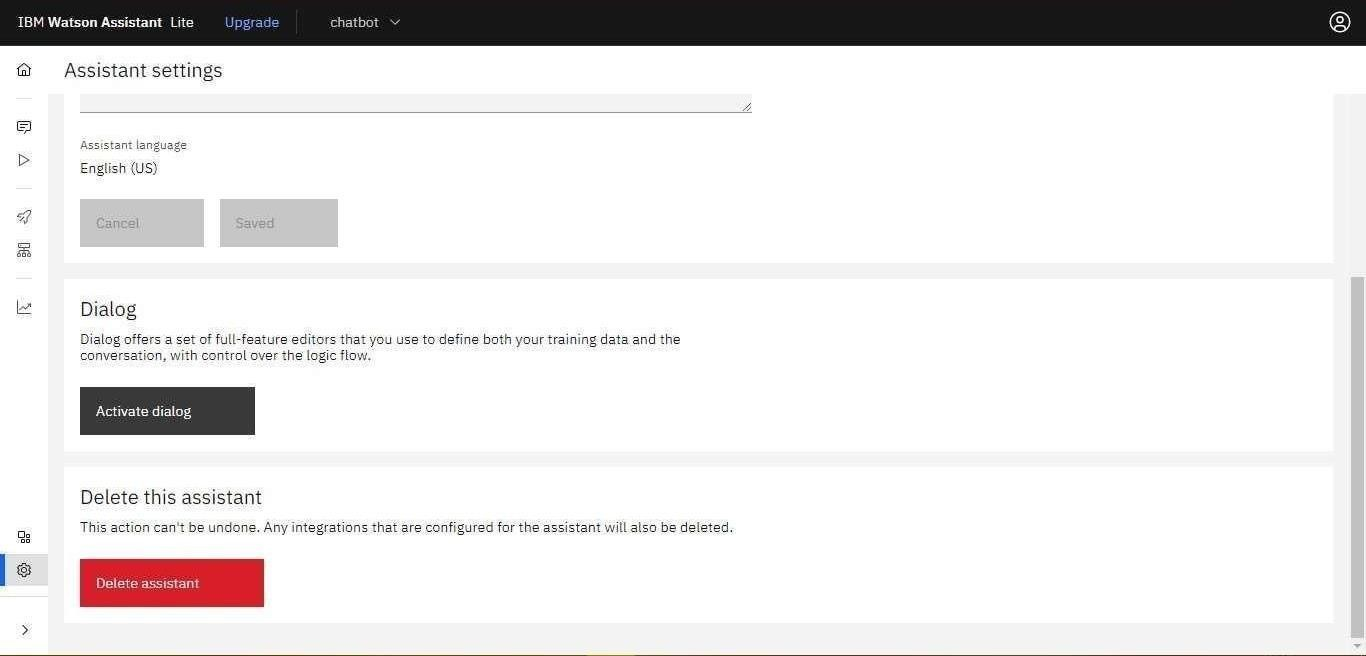 IBM Watson Assistant Lite Upgrade chatbot
Assistant settings
Assistant language
English (US)
Cancel Saved
Dialog
Dialog offers a set of full-feature editors that you use to define both your training data and the
conversation, with control over the logic flow.
Activate dialog
Delete this assistant
This action can't be undone. Any integrations that are configured for the assistant will also be deleted.
Delete assistant